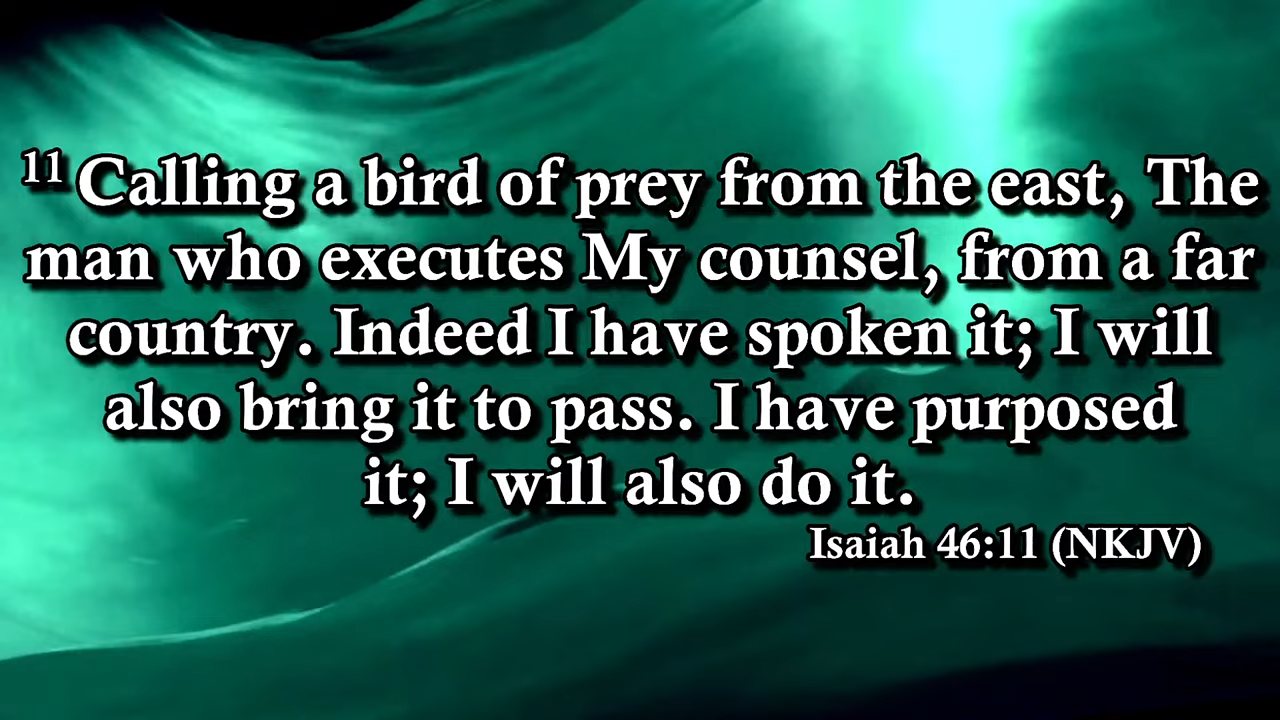 11 Calling a bird of prey from the east, The
man who executes My counsel, from a far
country. Indeed I have spoken it; I will
also bring it to pass. I have purposed
it; I will also do it.
Isaiah 46:11 (NKJV)